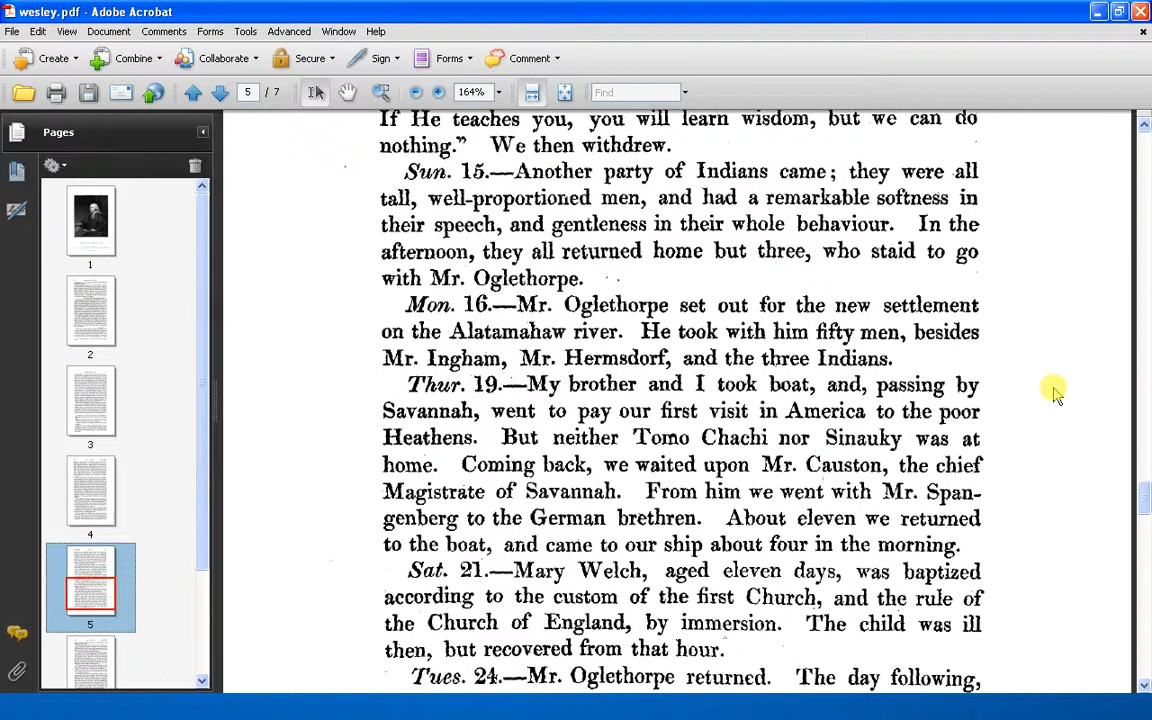 wesley.pdf - Adobe Acrobat
File Edit View Document Comments Forms Tools Advanced Window Help
Create Combine Collaborate Secure Sign Forms Comment
5 / 7 164% Find
Pages
1
2
3
4
5
If He teaches you, you will learn wisdom, but we can do
nothing." We then withdrew.
Sun. 15.—Another party of Indians came; they were all
tall, well-proportioned men, and had a remarkable softness in
their speech, and gentleness in their whole behaviour. In the
afternoon, they all returned home but three, who staid to go
with Mr. Oglethorpe.
Mon. 16.—Mr. Oglethorpe set out for the new settlement
on the Alatamahaw river. He took with him fifty men, besides
Mr. Ingham, Mr. Hermsdorf, and the three Indians.
Thur. 19.—My brother and I took boat, and, passing by
Savannah, went to pay our first visit in America to the poor
Heathens. But neither Tomo Chachi nor Sinauky was at
home. Coming back, we waited upon Mr. Causton, the chief
Magistrate of Savannah. From him we went with Mr. Span-
genberg to the German brethren. About eleven we returned
to the boat, and came to our ship about four in the morning.
Sat. 21.—Mary Welch, aged eleven days, was baptized
according to the custom of the first Church, and the rule of
the Church of England, by immersion. The child was ill
then, but recovered from that hour.
Tues. 24.—Mr. Oglethorpe returned. The day following,